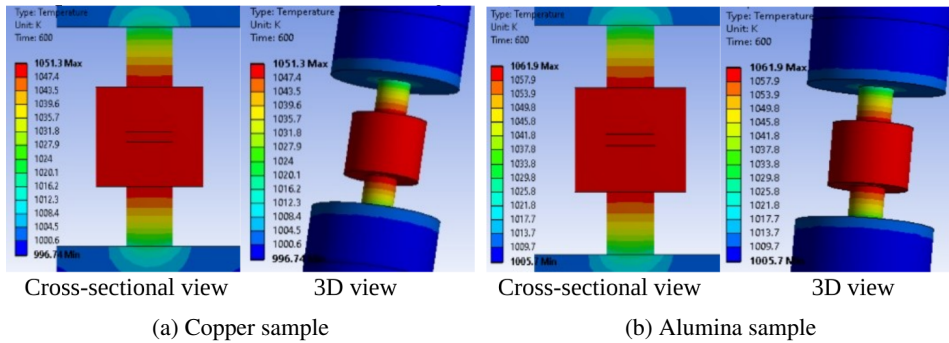 Type: Temperature
Unit: K
Time: 600
1051.3 Max
1047.4
1043.5
1039.6
1035.7
1031.8
1027.9
1024
1020.1
1016.2
1012.3
1008.4
1004.5
1000.6
996.74 Min
Type: Temperature
Unit: K
Time: 600
1051.3 Max
1047.4
1043.5
1039.6
1035.7
1031.8
1027.9
1024
1020.1
1016.2
1012.3
1008.4
1004.5
1000.6
996.74
Type: Temperature
Unit: K
Time: 600
1061.9 Max
1057.9
1053.9
1049.8
1045.8
1041.8
1037.8
1033.8
1029.8
1025.8
1021.8
1017.7
1013.7
1009.7
1005.7 Min
Type: Temperature
Unit: K
Time: 600
1061.9 Max
1057.9
1053.9
1049.8
1045.8
1041.8
1037.8
1033.8
1029.8
1025.8
1021.8
1017.7
1013.7
1009.7
1005.7
Cross-sectional view
3D view
Cross-sectional view
3D view
(a) Copper sample
(b) Alumina sample